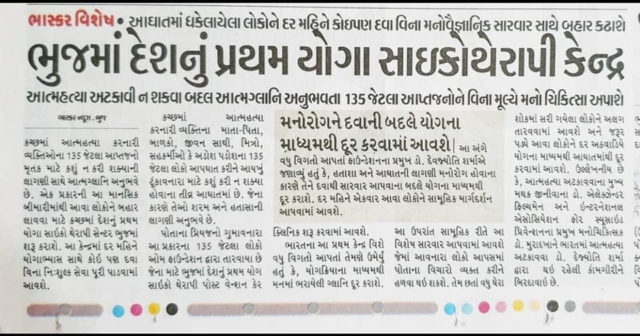 ભાસ્કર વિશેષ • આઘાતમાં ધકેલાયેલા લોકોને દર મહિને કોઇપણ દવા વિના મનોવૈજ્ઞાનિક સારવાર સાથે બહાર કઢાશે
ભુજમાં દેશનું પ્રથમ યોગા સાઇકોથેરાપી કેન્દ્ર
આત્મહત્યા અટકાવી ન શકવા બદલ આત્મગ્લાનિ અનુભવતા 135 જેટલા આપ્તજનોને વિના મૂલ્યે મનો ચિકિત્સા અપાશે
ભાસ્કર ન્યૂઝ.ભુજ
કચ્છમાં આત્મહત્યા કરનારી
વ્યક્તિઓના 135 જેટલા આપ્તજનો
મૃતક માટે કશું ન કરી શક્યાની
લાગણી સાથે આત્મગ્લાનિ અનુભવે
છે. એક પ્રકારની આ માનસિક
બીમારીમાંથી આવા લોકોને બહાર
લાવવા માટે કચ્છમાં દેશનું પ્રથમ
યોગા સાઇકો થેરાપી સેન્ટર ભુજમાં
શરૂ કરાશે. આ કેન્દ્રમાં દર મહિને
યોગાભ્યાસ સાથે કોઇ પણ દવા
વિના નિ:શુલ્ક સેવા પૂરી પાડવામાં
આવશે.
કચ્છમાં આત્મહત્યા
કરનારી વ્યક્તિના માતા-પિતા,
બાળકો, જીવન સાથી, મિત્રો,
સહકર્મીઓ કે અડોશ પડોશના 135
જેટલા લોકો આપઘાત કરીને આયખું
ટૂંકાવનારા માટે કશું કરી ન શક્યા
હોવાના તીવ્ર આઘાતમાં છે. જેના
કારણે તેઓ શરમ અને હતાશાની
લાગણી અનુભવે છે.
પોતાના પ્રિયજનો ગુમાવનારા
આ પ્રકારના 135 જેટલા લોકો
ઓમ ફાઉન્ડેશન દ્વારા તારવાયા છે
જેના માટે ભુજમાં દેશનું પ્રથમ યોગ
સાઇકો થેરાપી પોસ્ટ વેન્શન કેર
મનોરોગને દવાની બદલે યોગના
માધ્યમથી દૂર કરવામાં આવશે | આ અંગે
વધુ વિગતો આપતાં ફાઉન્ડેશનના પ્રમુખ ડો. દેવજ્યોતિ શર્માએ
જણાવ્યું હતું કે, હતાશા અને આઘાતની લાગણી મનોરોગ હોવાના
કારણે તેને દવાથી સારવાર આપવાના બદલે યોગના માધ્યમથી
દૂર કરાશે. દર મહિને એકવાર આવા લોકોને સામૂહિક માર્ગદર્શન
આપવામાં આવશે.
ક્લિનિક શરૂ કરવામાં આવશે.
ભારતના આ પ્રથમ કેન્દ્ર વિશે
વધુ વિગતો આપતાં તેમણે ઉમેર્યું
હતું કે, યોગક્રિયાના માધ્યમથી
મનમાં ભરાયેલી ગ્લાનિ દૂર કરાશે.
આ ઉપરાંત સામૂહિક રીતે આ
વિશેષ સારવાર આપવામાં આવશે
જેમાં આવનારા લોકો આપસમાં
પોતાના વિચારો વ્યક્ત કરીને
હળવા થઇ શકશે. તેમ છતાં વધુ ઘેરા
શોકમાં સરી ગયેલા લોકોને અલગ
તારવવામાં આવશે અને જરૂર
પડ્યે આવા લોકોને દર અઠવાડિયે
યોગના માધ્યમથી આઘાતમાંથી દૂર
કરવામાં આવશે. ઉલ્લેખનીય છે
કે, આત્મહત્યા અટકાવવાના મુખ્ય
મથક જીનીવાના ડો. એલેક્ઝાન્ડર
ફિલ્મમેન અને ઇન્ટરનેશનલ
એસોસિએશન ફોર સ્યુસાઇડ
પ્રિવેન્શનના પ્રમુખ મનોચિકિત્સક
ડો. મુરાદખાને ભારતમાં આત્મહત્યા
અટકાવવા ડો. દેવજ્યોતિ શર્મા
દ્વારા થઇ રહેલી કામગીરીને
બિરદાવાઇ છે.